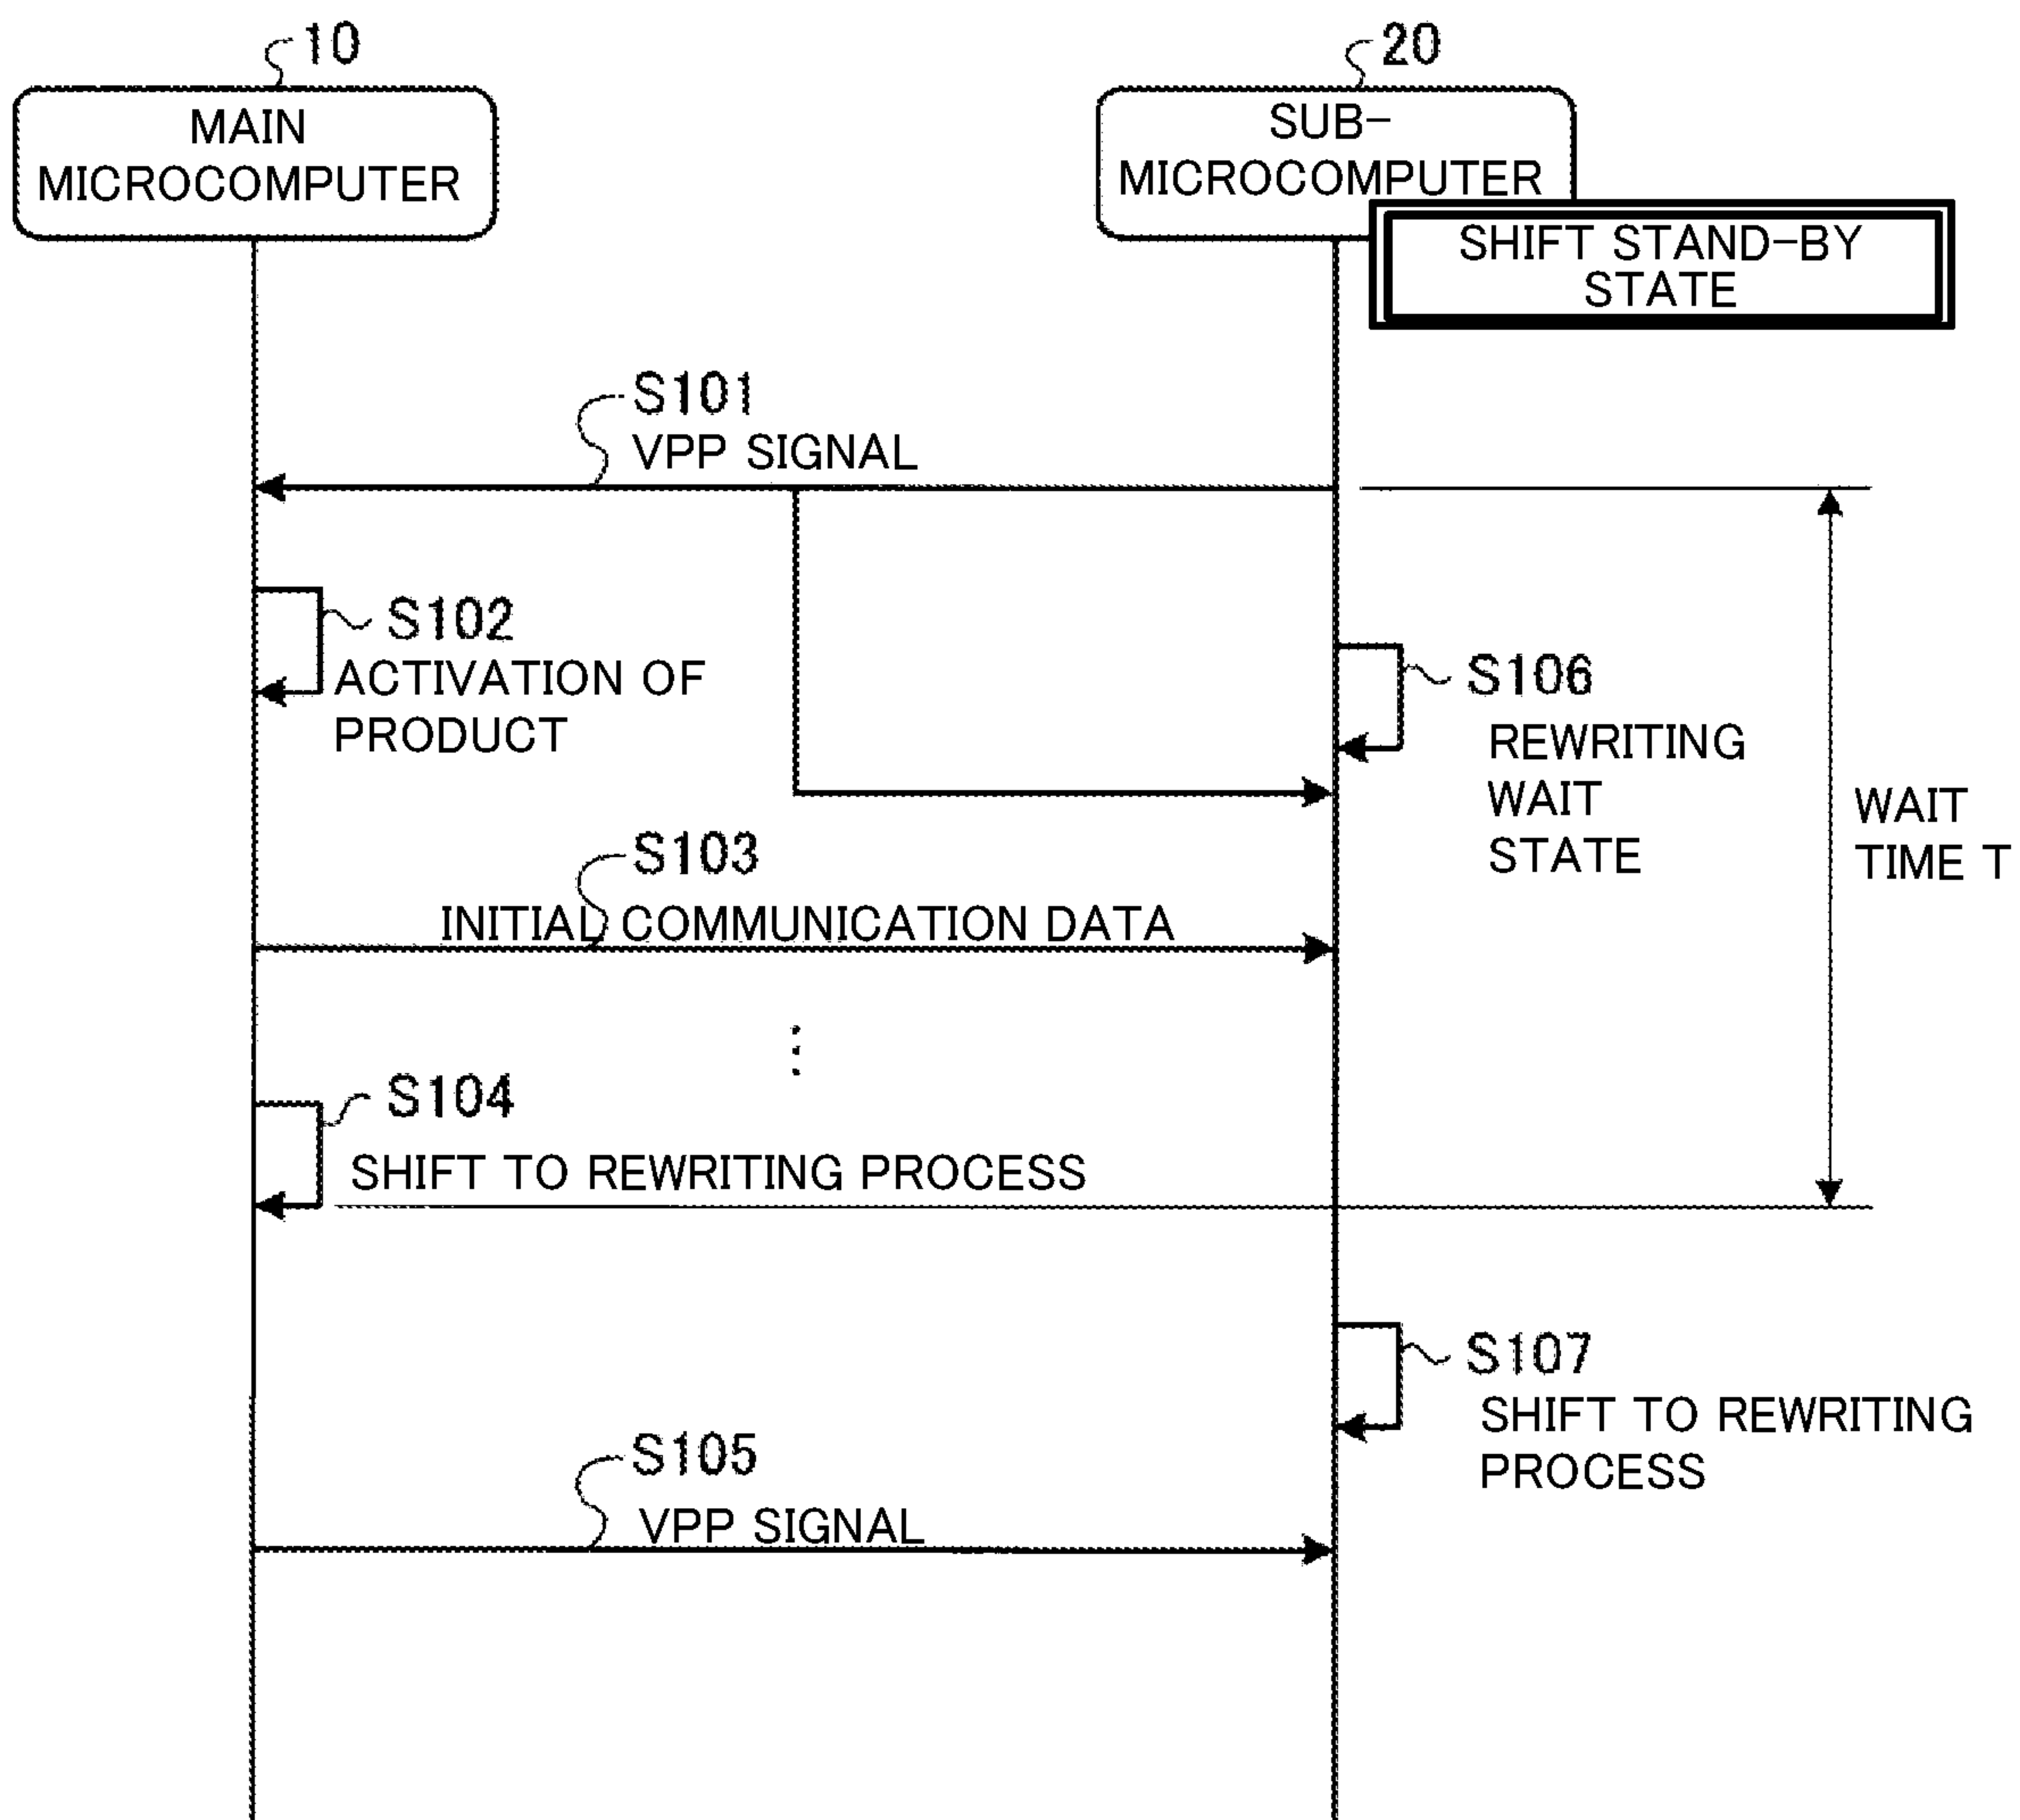 10
MAIN
MICROCOMPUTER
20
SUB-
MICROCOMPUTER
SHIFT STAND-BY
STATE
S101
VPP SIGNAL
S102
ACTIVATION OF
PRODUCT
S106
REWRITING
WAIT
STATE
WAIT
TIME T
S103
INITIAL COMMUNICATION DATA
S104
SHIFT TO REWRITING PROCESS
S107
SHIFT TO REWRITING
PROCESS
S105
VPP SIGNAL